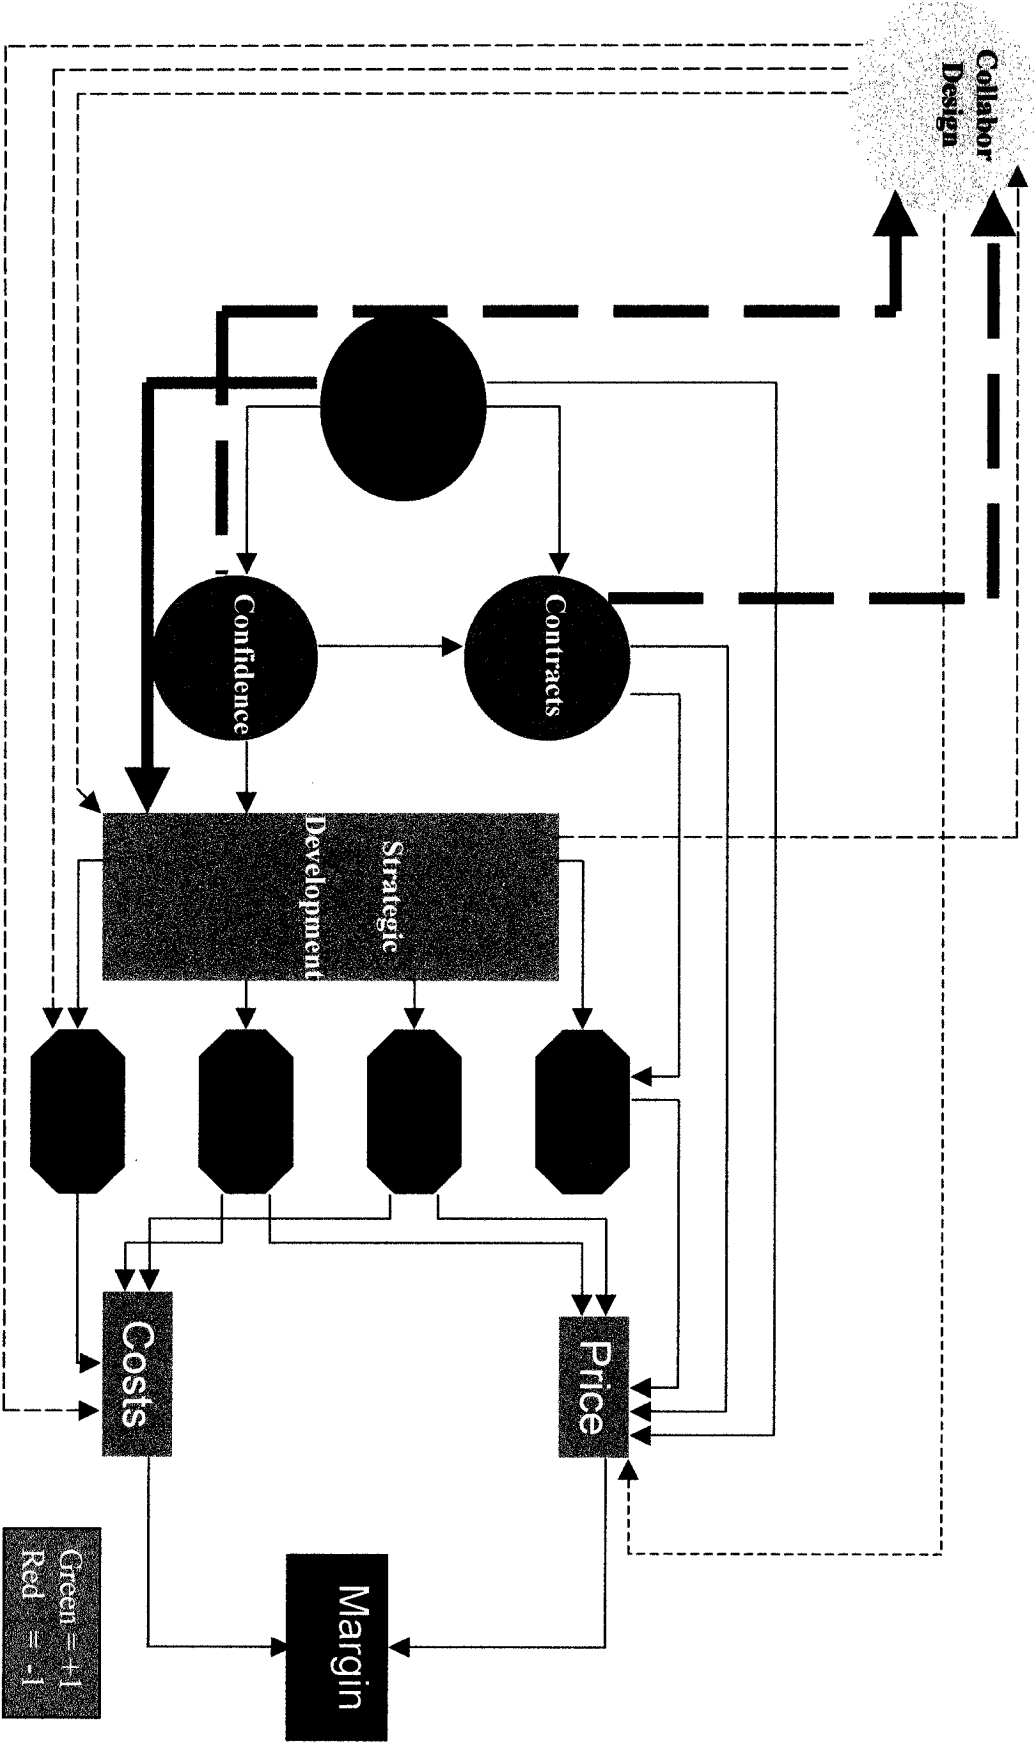 Collabor
Design
Contracts
Confidence
Strategic
Development
Price
Costs
Margin
Green = +1
Red = -1